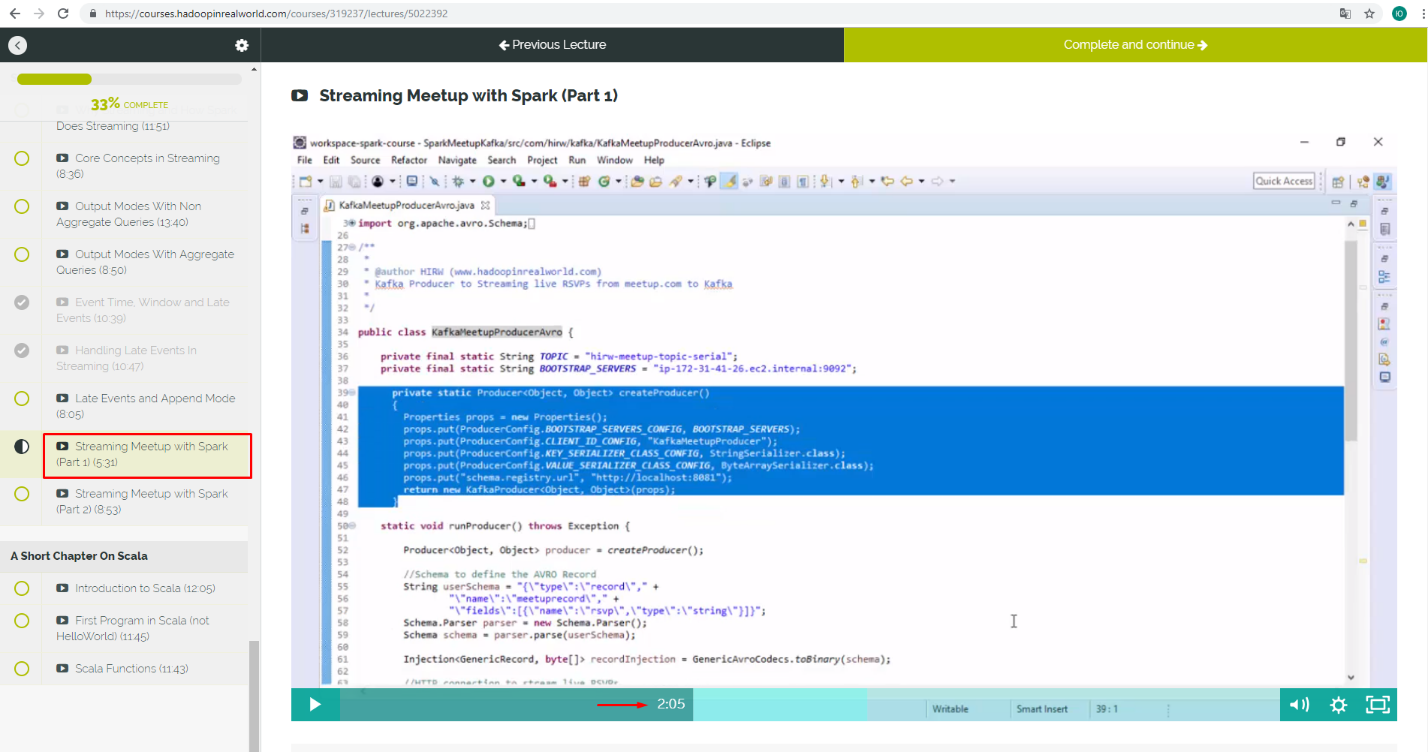 https://courses.hadoopinrealworld.com/courses/319237/lectures/5022392
Previous Lecture
Complete and continue
33% COMPLETE
Does Streaming (11:51)
Core Concepts in Streaming
(8:36)
Output Modes With Non
Aggregate Queries (13:40)
Output Modes With Aggregate
Queries (8:50)
Event Time, Window and Late
Events (10:39)
Handling Late Events In
Streaming (10:47)
Late Events and Append Mode
(8:05)
Streaming Meetup with Spark
(Part 1) (5:31)
Streaming Meetup with Spark
(Part 2) (8:53)
A Short Chapter On Scala
Introduction to Scala (12:05)
First Program in Scala (not
HelloWorld) (11:45)
Scala Functions (11:43)
Streaming Meetup with Spark (Part 1)
workspace-spark-course - SparkMeetupKafka/src/com/hirw/kafka/KafkaMeetupProducerAvro.java - Eclipse
File Edit Source Refactor Navigate Search Project Run Window Help
Quick Access
KafkaMeetupProducerAvro.java
3 import org.apache.avro.Schema;
26
27 /**
28 *
29 * @author HIRW (www.hadoopinrealworld.com)
30 * Kafka Producer to Streaming live RSVPs from meetup.com to Kafka
31 *
32 */
33
34 public class KafkaMeetupProducerAvro {
35
36 private final static String TOPIC = "hirw-meetup-topic-serial";
37 private final static String BOOTSTRAP_SERVERS = "ip-172-31-41-26.ec2.internal:9092";
38
39 private static Producer<Object, Object> createProducer()
40 {
41 Properties props = new Properties();
42 props.put(ProducerConfig.BOOTSTRAP_SERVERS_CONFIG, BOOTSTRAP_SERVERS);
43 props.put(ProducerConfig.CLIENT_ID_CONFIG, "KafkaMeetupProducer");
44 props.put(ProducerConfig.KEY_SERIALIZER_CLASS_CONFIG, StringSerializer.class);
45 props.put(ProducerConfig.VALUE_SERIALIZER_CLASS_CONFIG, ByteArraySerializer.class);
46 props.put("schema.registry.url", "http://localhost:8081");
47 return new KafkaProducer<Object, Object>(props);
48 }
49
50 static void runProducer() throws Exception {
51
52 Producer<Object, Object> producer = createProducer();
53
54 //Schema to define the AVRO Record
55 String userSchema = "{\"type\":\"record\"," +
56 "\"name\":\"meetuprecord\"," +
57 "\"fields\":[{\"name\":\"rsvp\",\"type\":\"string\"}]}";
58 Schema.Parser parser = new Schema.Parser();
59 Schema schema = parser.parse(userSchema);
60
61 Injection<GenericRecord, byte[]> recordInjection = GenericAvroCodecs.toBinary(schema);
62
63 //HTTP connection to stream live RSVPs
2:05
Writable Smart Insert 39 : 1